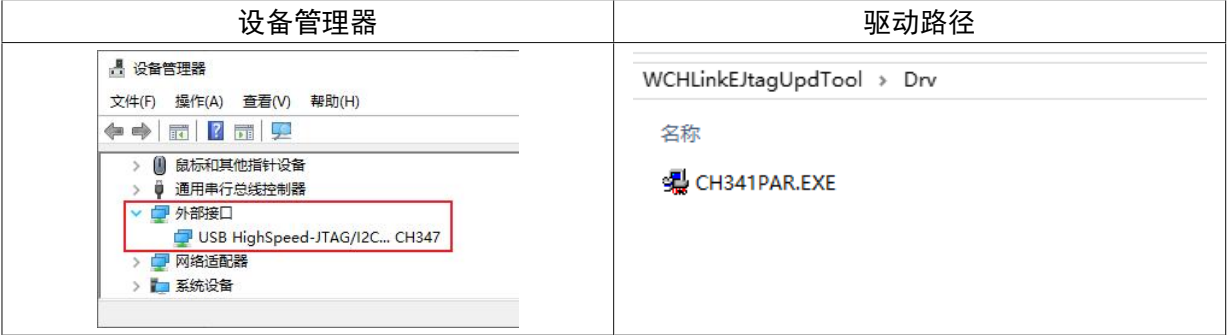 设备管理器
驱动路径
设备管理器
文件(F) 操作(A) 查看(V) 帮助(H)
鼠标和其他指针设备
通用串行总线控制器
外部接口
USB HighSpeed-JTAG/I2C... CH347
网络适配器
系统设备
WCHLinkEJtagUpdTool > Drv
名称
CH341PAR.EXE